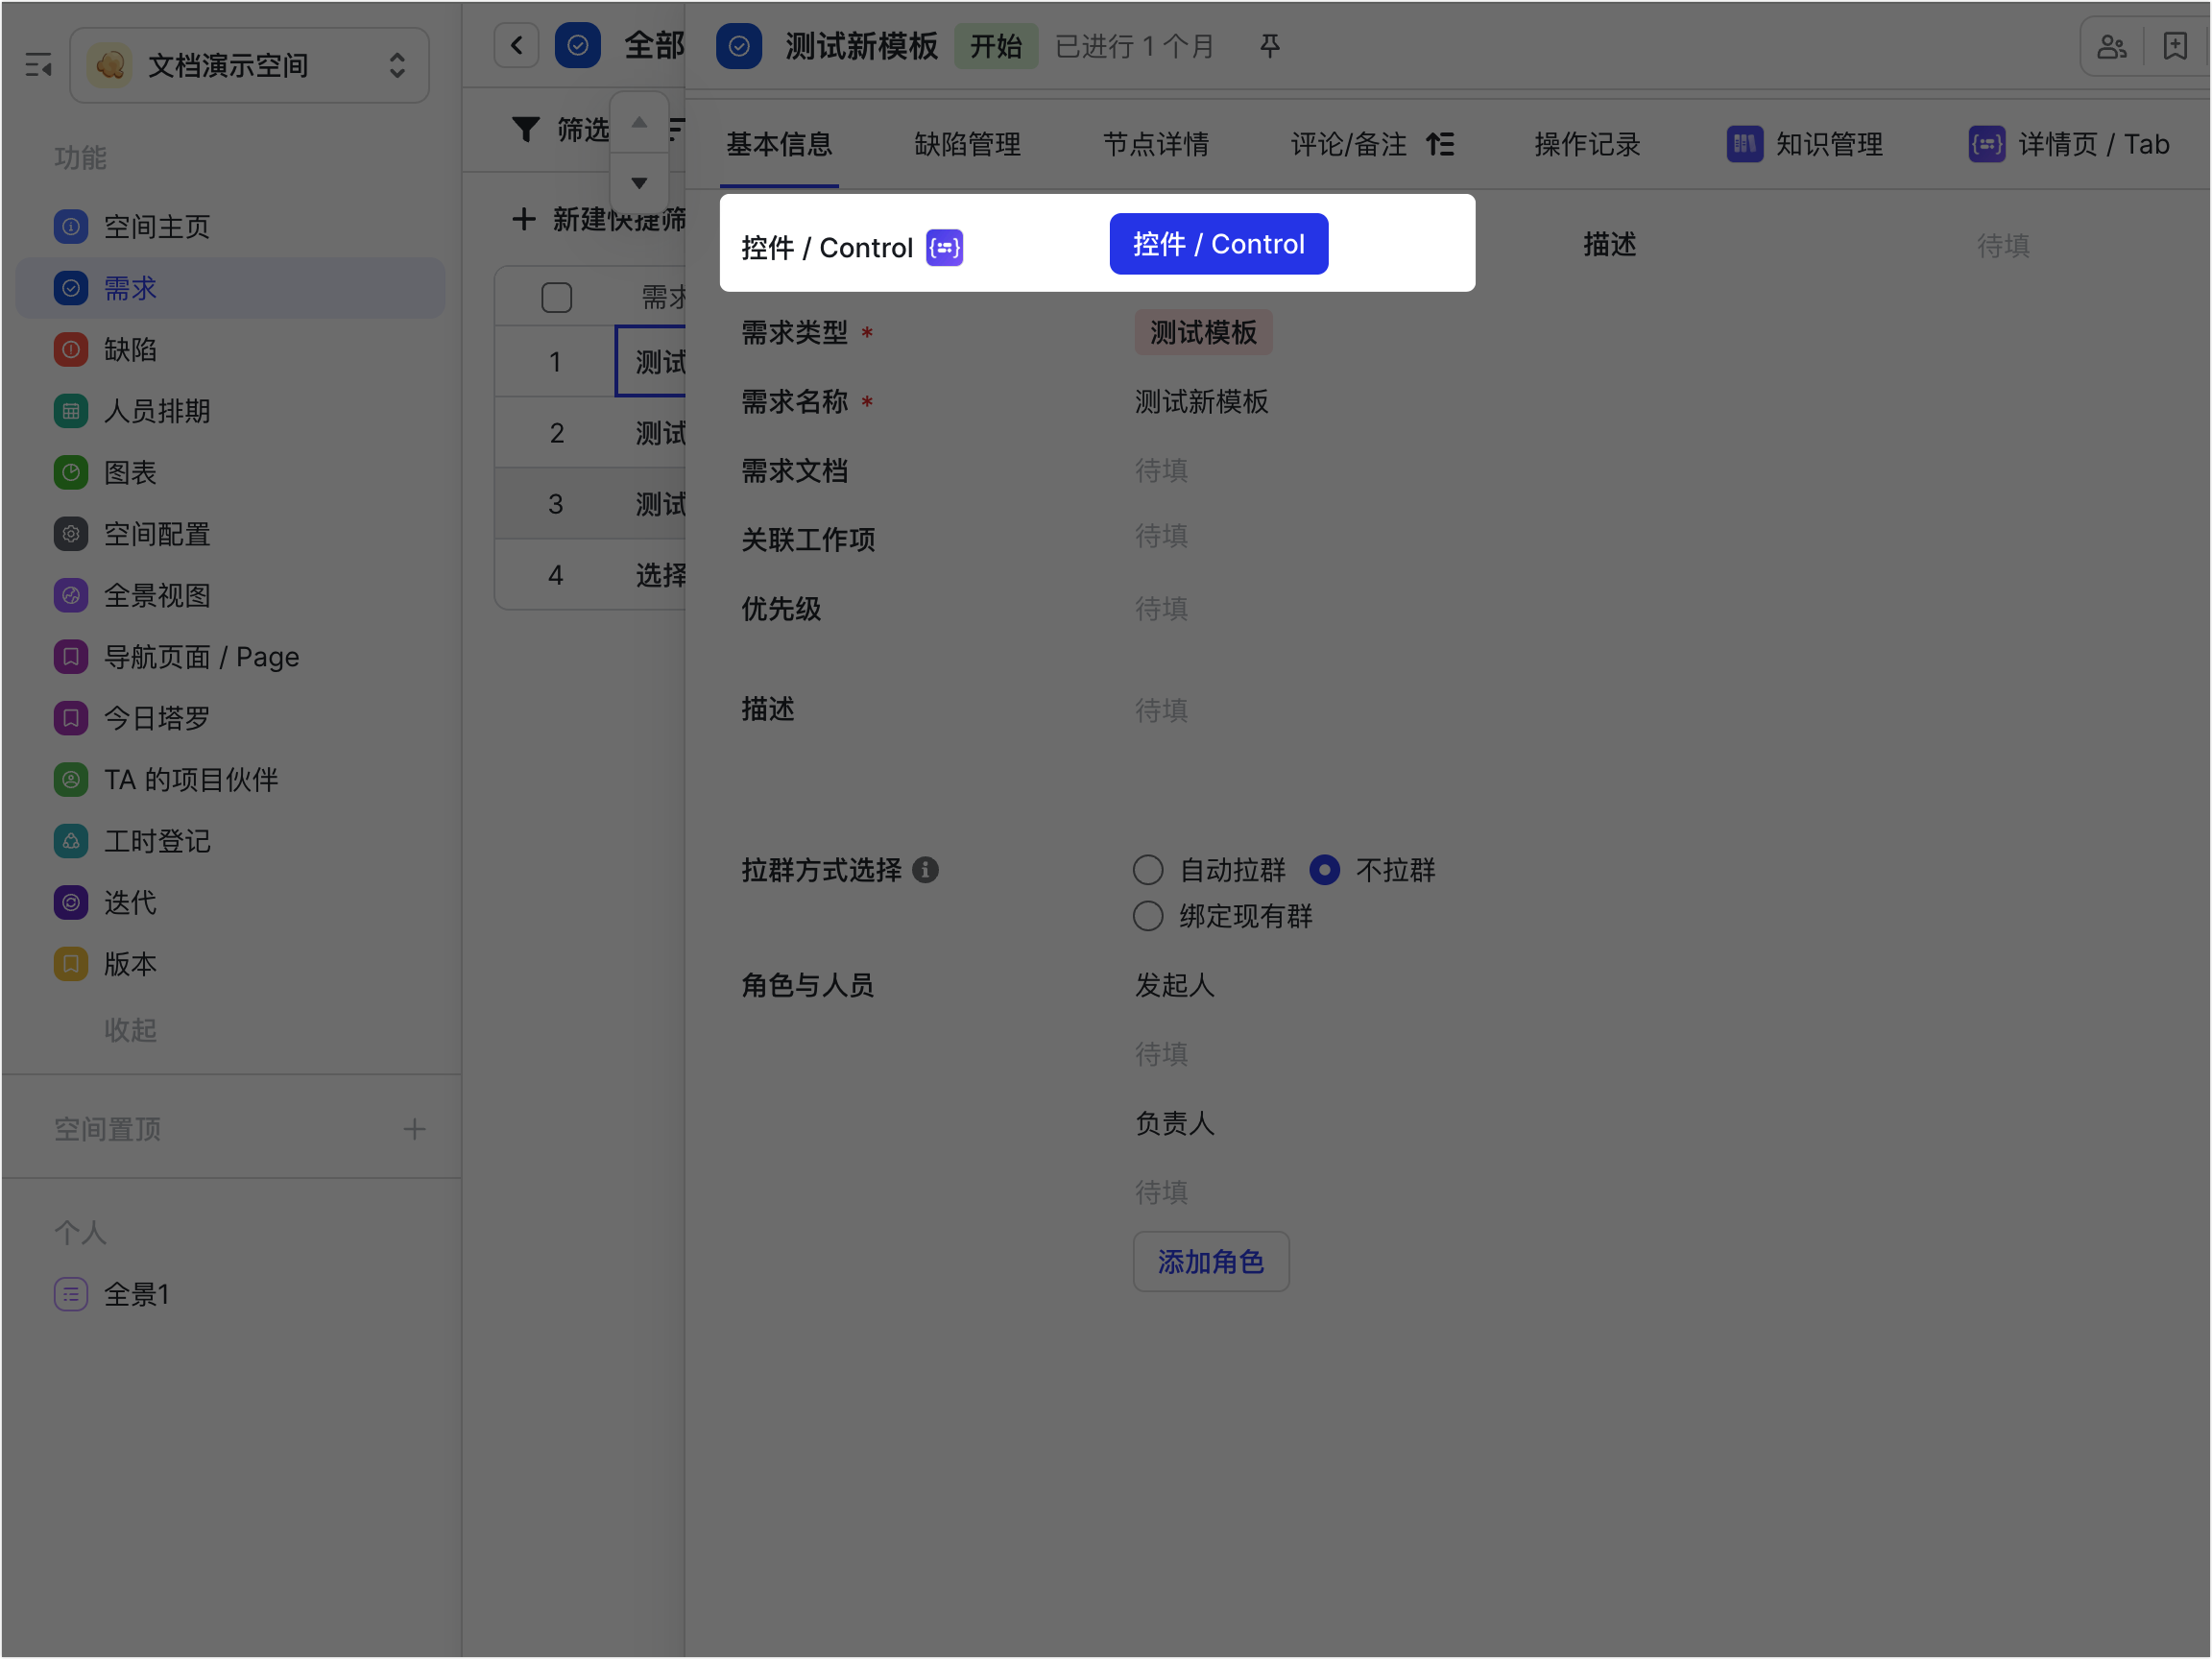 文档演示空间
功能
空间主页
需求
缺陷
人员排期
图表
空间配置
全景视图
导航页面 / Page
今日塔罗
TA 的项目伙伴
工时登记
迭代
版本
收起
空间置顶
个人
全景1
全部
筛选
新建快捷筛
需求
1 测试
2 测试
3 测试
4 选择
测试新模板 开始 已进行 1 个月
基本信息 缺陷管理 节点详情 评论/备注 操作记录 知识管理 详情页 / Tab
控件 / Control 控件 / Control 描述 待填
需求类型 * 测试模板
需求名称 * 测试新模板
需求文档 待填
关联工作项 待填
优先级 待填
描述 待填
拉群方式选择 自动拉群 不拉群
绑定现有群
角色与人员 发起人
待填
负责人
待填
添加角色